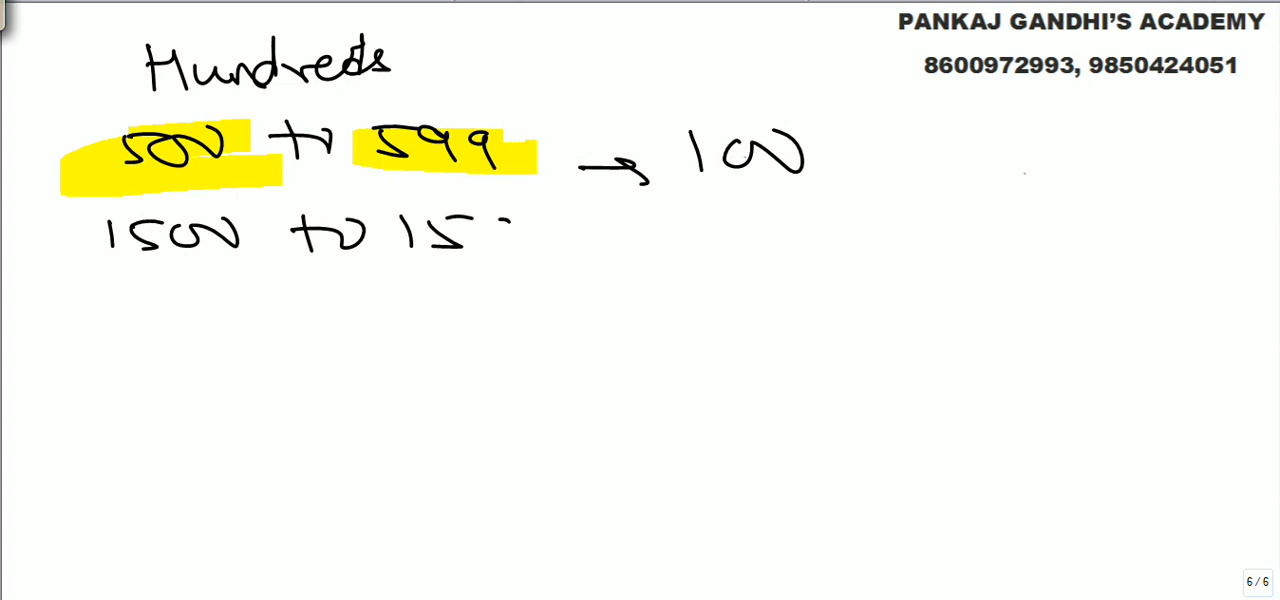 PANKAJ GANDHI'S ACADEMY
8600972993, 9850424051
Hundreds
500 to 599 → 100
1500 to 15
6/6